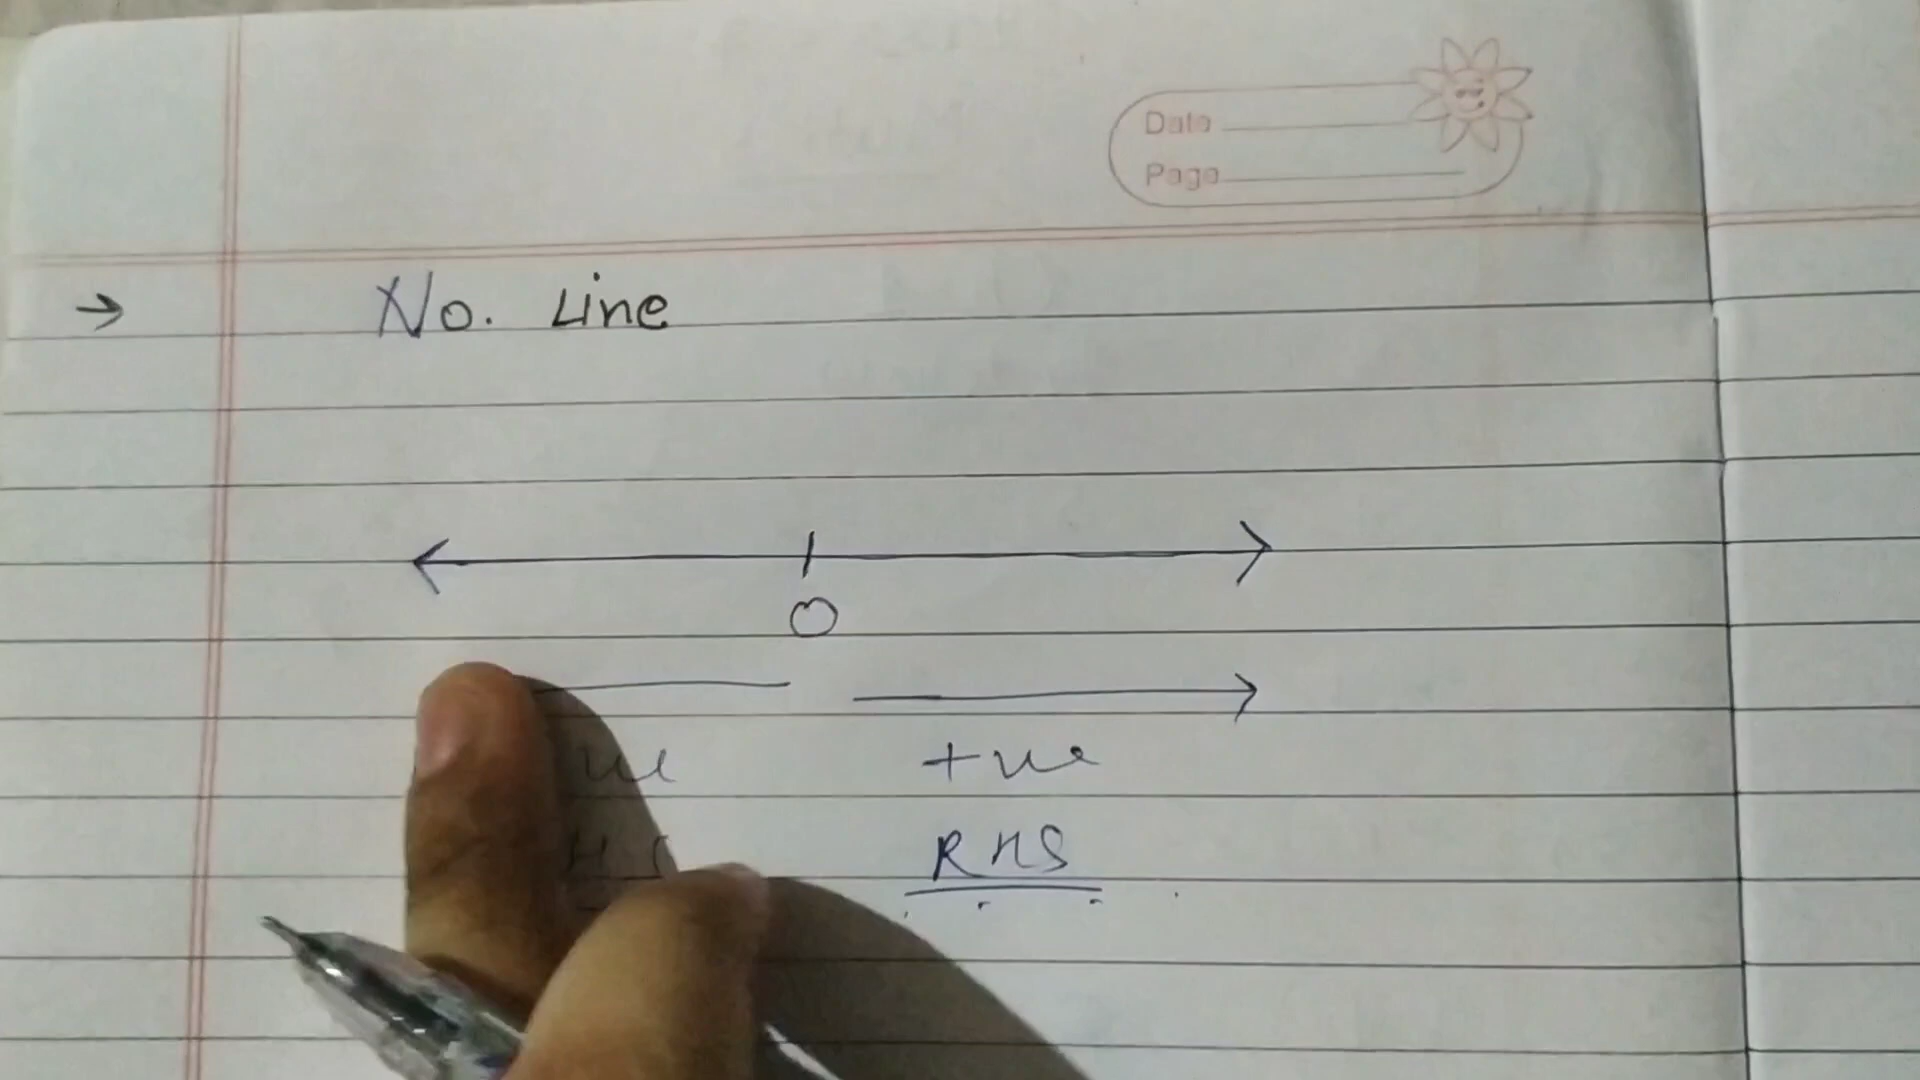 Date
Page
→ No. Line
0
+ve
RHS